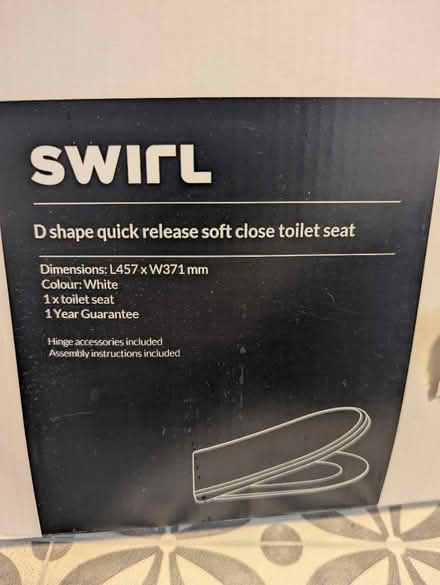 SWIRL
D shape quick release soft close toilet seat
Dimensions: L457 x W371 mm
Colour: White
1 x toilet seat
1 Year Guarantee
Hinge accessories included
Assembly instructions included